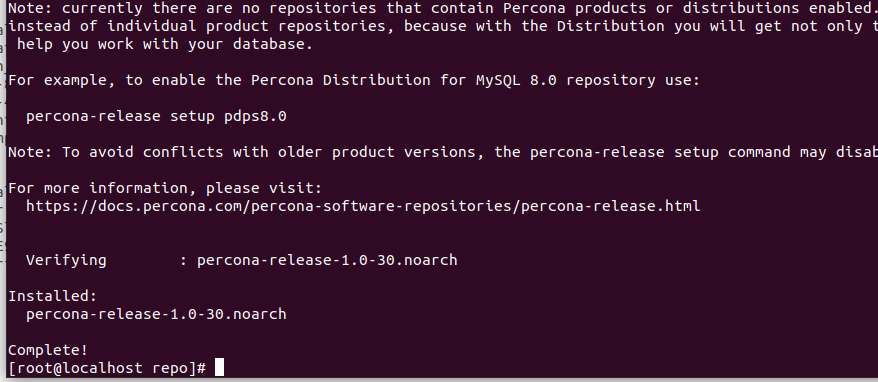 Note: currently there are no repositories that contain Percona products or distributions enabled.
instead of individual product repositories, because with the Distribution you will get not only
help you work with your database.
For example, to enable the Percona Distribution for MySQL 8.0 repository use:
percona-release setup pdps8.0
Note: To avoid conflicts with older product versions, the percona-release setup command may disab
For more information, please visit:
https://docs.percona.com/percona-software-repositories/percona-release.html
Verifying : percona-release-1.0-30.noarch
Installed:
percona-release-1.0-30.noarch
Complete!
[root@localhost repo]#